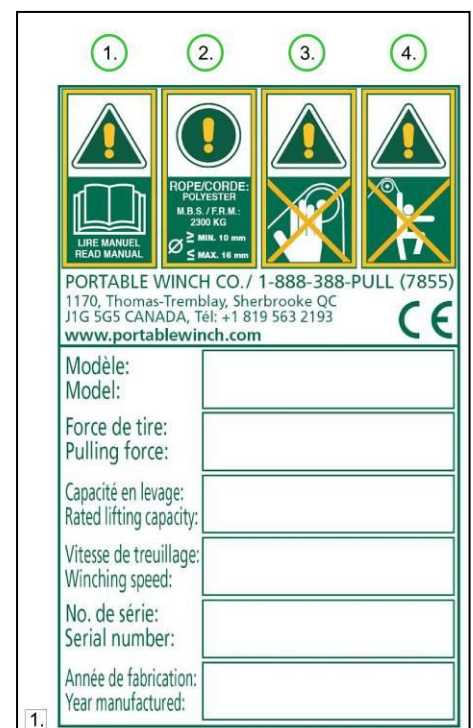 1. 2. 3. 4.
LIRE MANUEL
READ MANUAL
ROPE/CORDE:
POLYESTER
M.B.S. / F.R.M.:
2300 KG
Ø ≥ MIN. 10 mm
≤ MAX. 16 mm
PORTABLE WINCH CO. / 1-888-388-PULL (7855)
1170, Thomas-Tremblay, Sherbrooke QC
J1G 5G5 CANADA, Tél: +1 819 563 2193
www.portablewinch.com
CE
Modèle:
Model:
Force de tire:
Pulling force:
Capacité en levage:
Rated lifting capacity:
Vitesse de treuillage:
Winching speed:
No. de série:
Serial number:
Année de fabrication:
Year manufactured:
1.